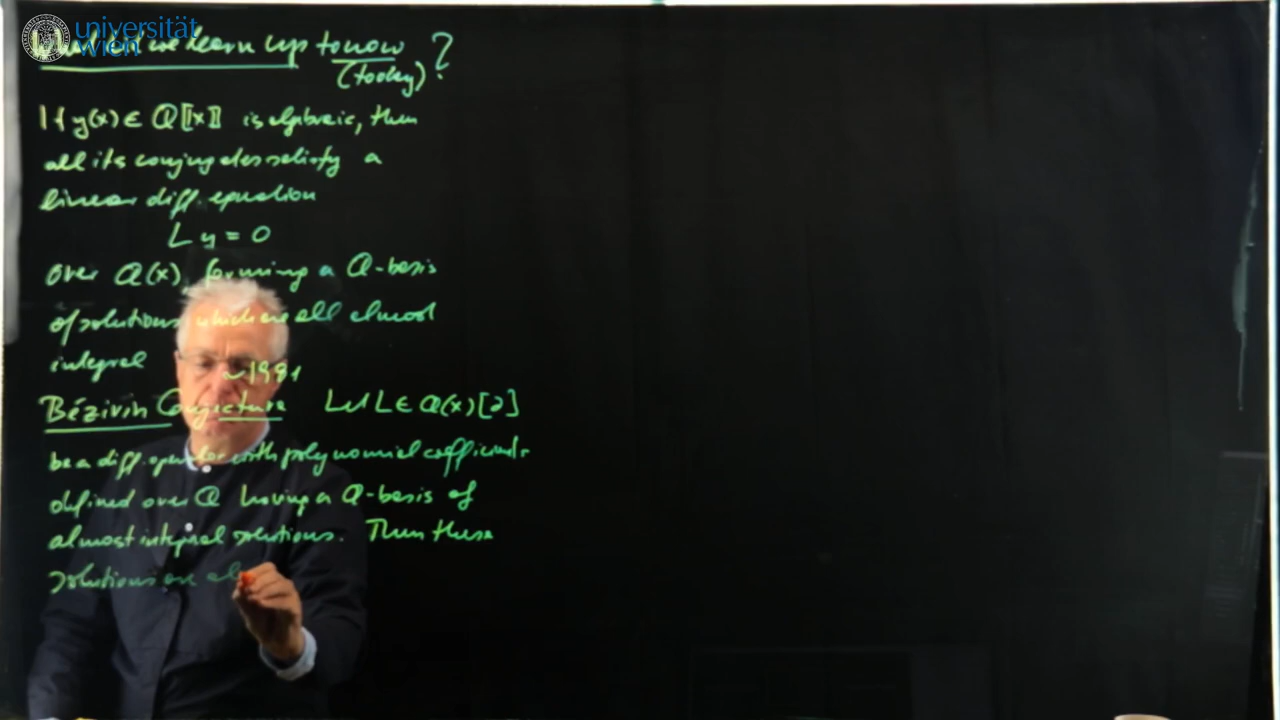 universität
wien
we learn up to now
(today) ?
If y(x) ∈ Q[[x]] is algebraic, then
all its conjugates satisfy a
linear diff. equation
L y = 0
over Q(x), forming a Q-basis
of solutions which are all almost
integral
~1991
Bézivin Conjecture Let L ∈ Q(x)[∂]
be a diff. operator with polynomial coefficients
defined over Q having a Q-basis of
almost integral solutions. Then these
solutions are al